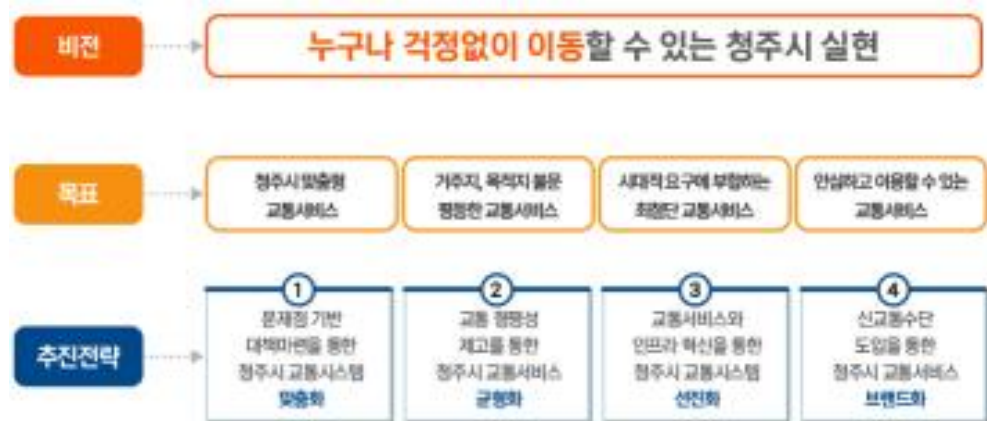 비전
누구나 걱정없이 이동할 수 있는 청주시 실현
목표
청주시 맞춤형
교통서비스
거주지, 목적지 불문
평등한 교통서비스
시대적 요구에 부합하는
최첨단 교통서비스
안심하고 이용할 수 있는
교통서비스
추진전략
1
문제점 기반
대책마련을 통한
청주시 교통시스템
맞춤화
2
교통 형평성
제고를 통한
청주시 교통서비스
균형화
3
교통서비스와
인프라 혁신을 통한
청주시 교통시스템
선진화
4
신교통수단
도입을 통한
청주시 교통서비스
브랜드화